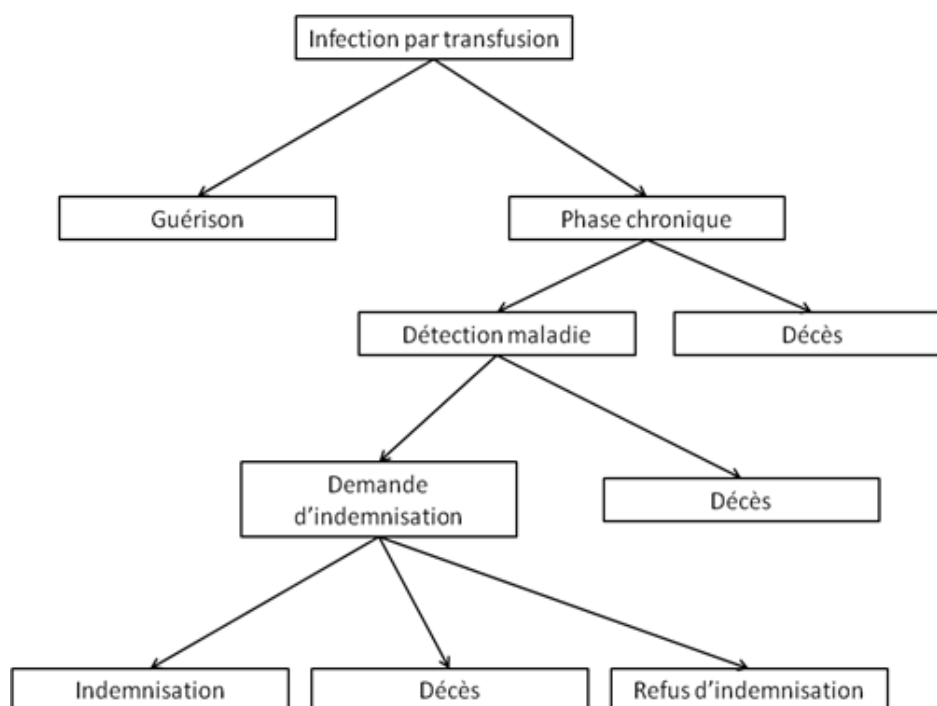 Infection par transfusion
Guérison
Phase chronique
Détection maladie
Décès
Demande
d'indemnisation
Décès
Indemnisation
Décès
Refus d'indemnisation